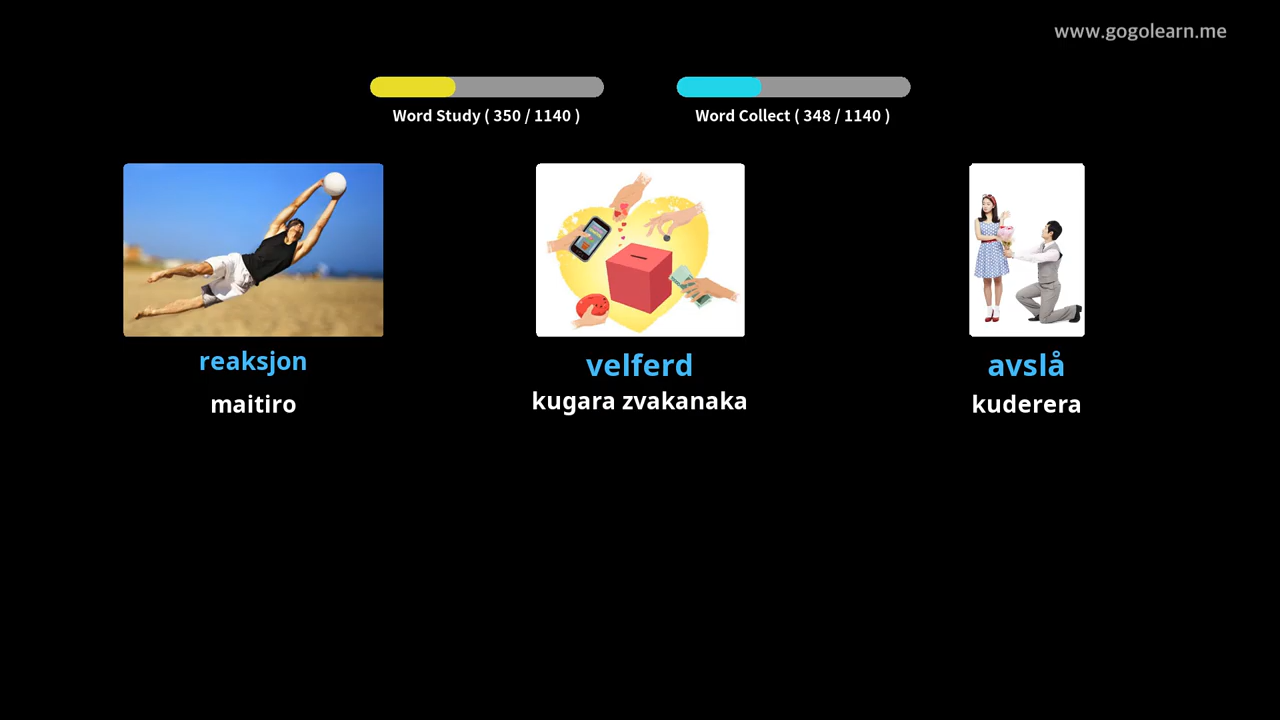 www.gogolearn.me
Word Study ( 350 / 1140 )
Word Collect ( 348 / 1140 )
reaksjon
maitiro
velferd
kugara zvakanaka
avslå
kuderera